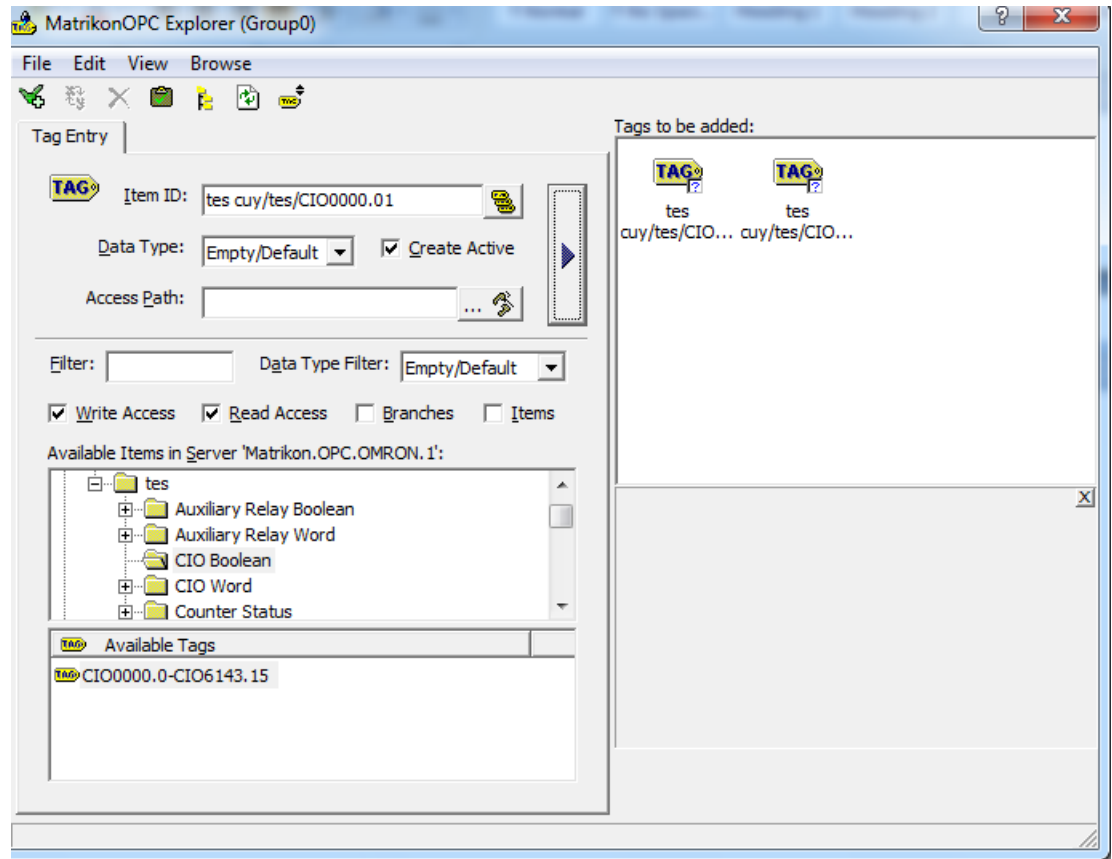 MatrikonOPC Explorer (Group0)
File Edit View Browse
Tag Entry
TAG Item ID: tes cuy/tes/CIO0000.01
Data Type: Empty/Default Create Active
Access Path: ...
Filter: Data Type Filter: Empty/Default
Write Access Read Access Branches Items
Available Items in Server 'Matrikon.OPC.OMRON.1':
tes
Auxiliary Relay Boolean
Auxiliary Relay Word
CIO Boolean
CIO Word
Counter Status
TAG Available Tags
TAG CIO0000.0-CIO6143.15
Tags to be added:
TAG TAG
tes tes
cuy/tes/CIO... cuy/tes/CIO...